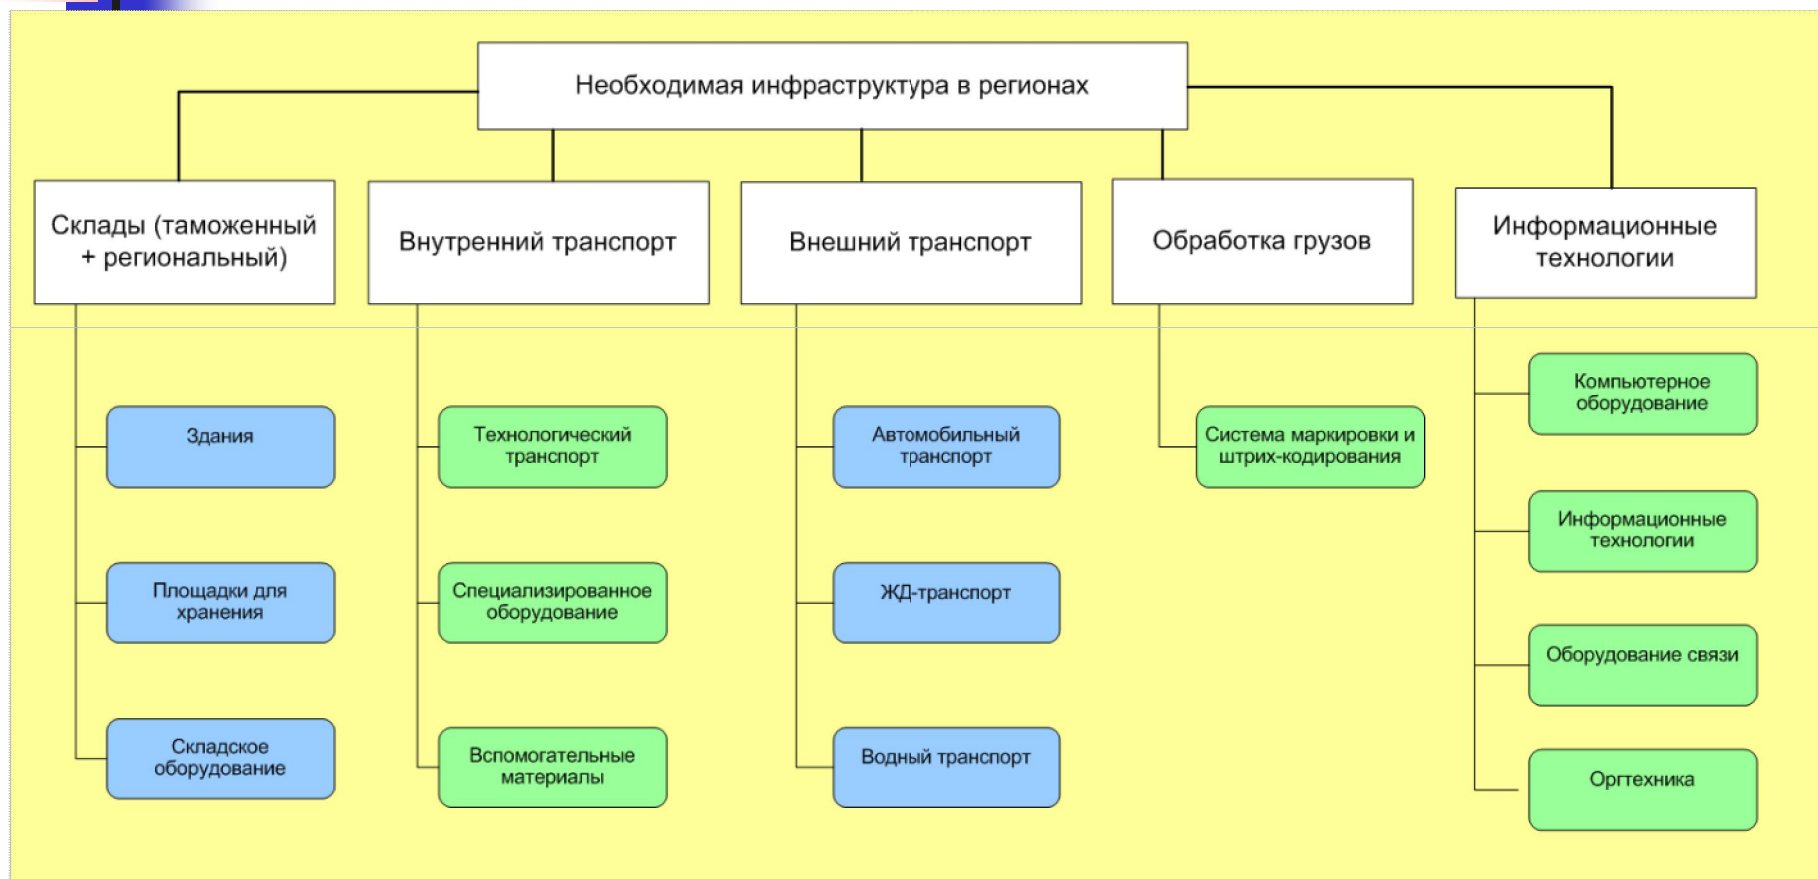 Необходимая инфраструктура в регионах
Склады (таможенный
+ региональный)
Внутренний транспорт
Внешний транспорт
Обработка грузов
Информационные
технологии
Здания
Площадки для
хранения
Складское
оборудование
Технологический
транспорт
Специализированное
оборудование
Вспомогательные
материалы
Автомобильный
транспорт
ЖД-транспорт
Водный транспорт
Система маркировки и
штрих-кодирования
Компьютерное
оборудование
Информационные
технологии
Оборудование связи
Оргтехника